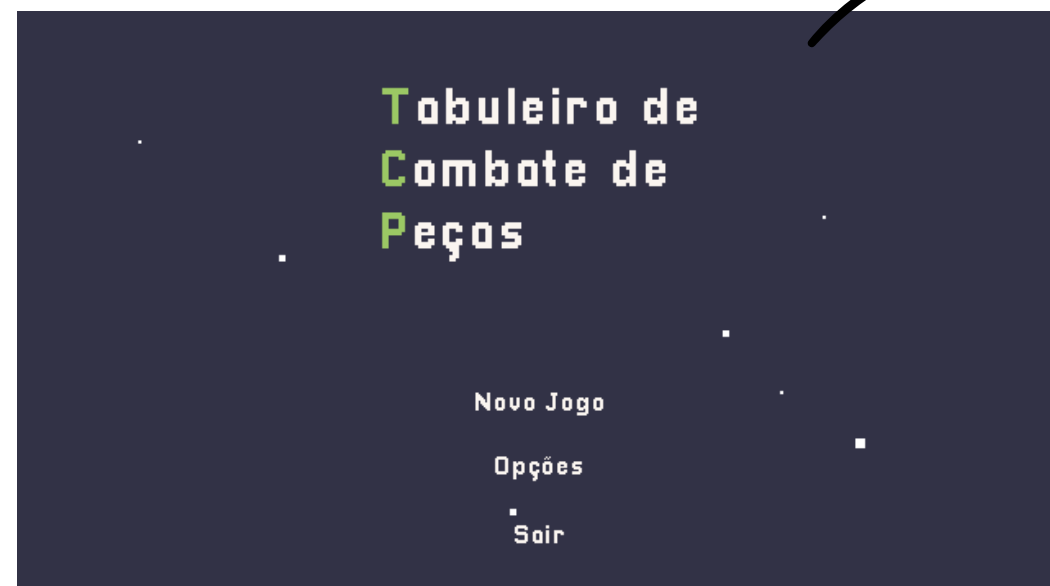 Tabuleiro de
Combate de
Peças
Novo Jogo
Opções
Sair